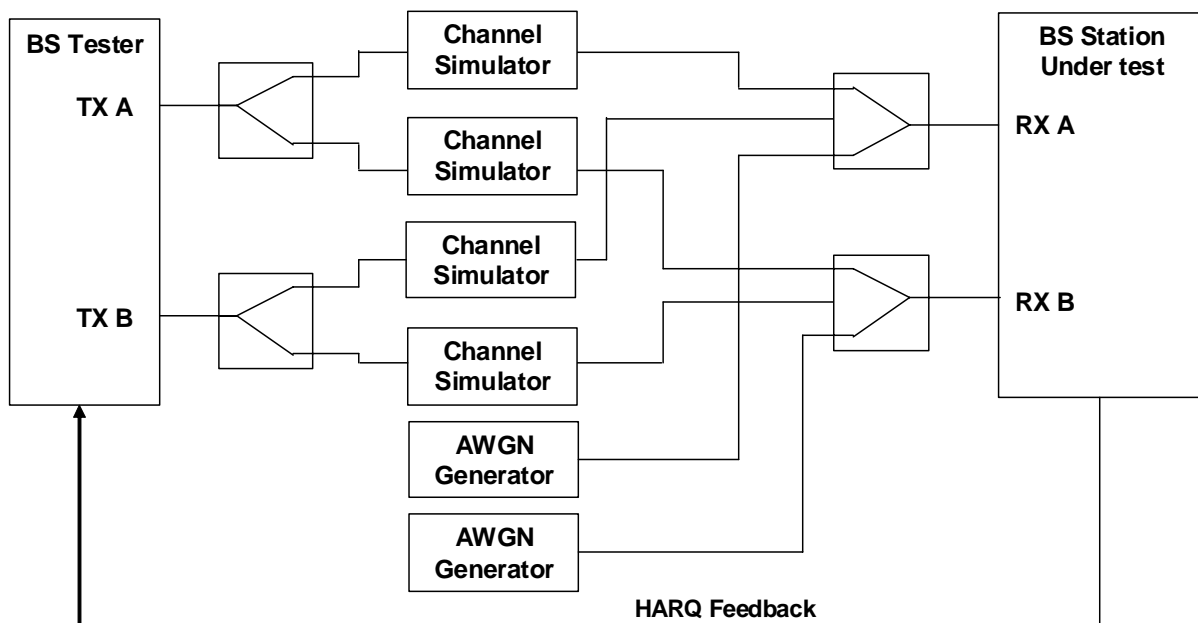 BS Tester
TX A
TX B
Channel
Simulator
Channel
Simulator
Channel
Simulator
Channel
Simulator
AWGN
Generator
AWGN
Generator
BS Station
Under test
RX A
RX B
HARQ Feedback